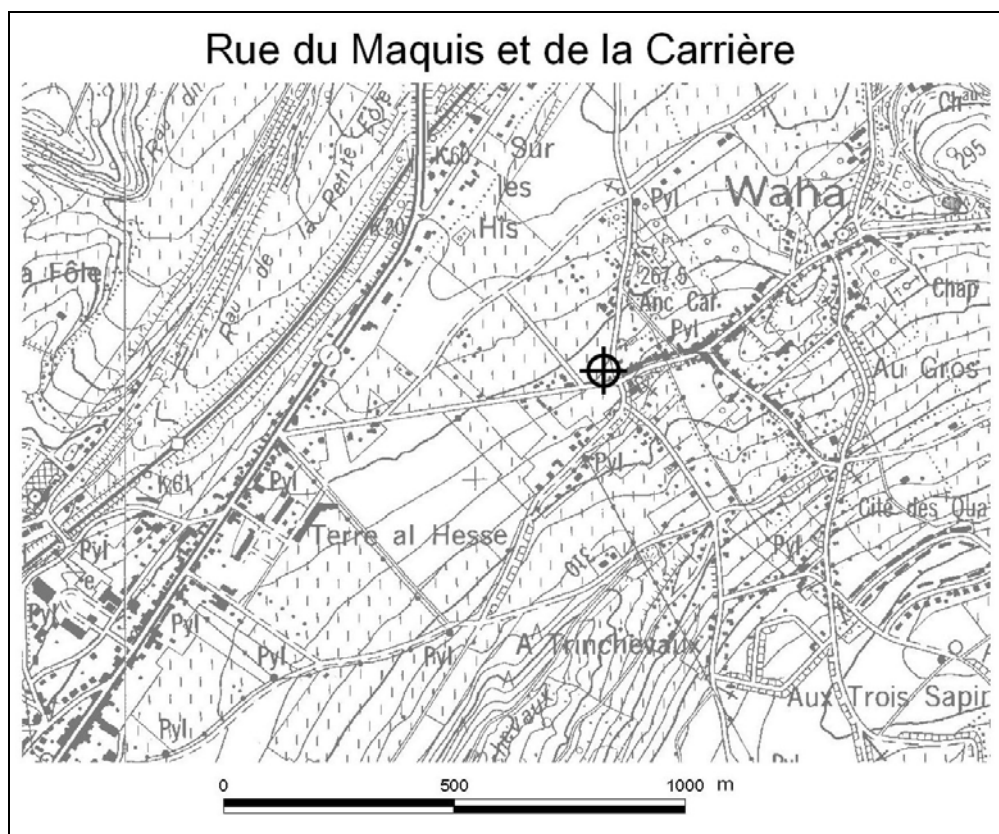 Rue du Maquis et de la Carrière
Sur
les
His
K.60
K.20
Rau de la Petite Fôle
Pyl
Waha
Châu
295
a Fôle
267,5
Anc Car
Pyl
Chap
Au Gros
K.61
Pyl
Pyl
Terre al Hesse
310
Cité des Qua
Pyl
Pyl
Pyl
Pyl
Pyl
Pyl
A Trinchevaux
Aux Trois Sapin
Pyl
0 500 1000 m